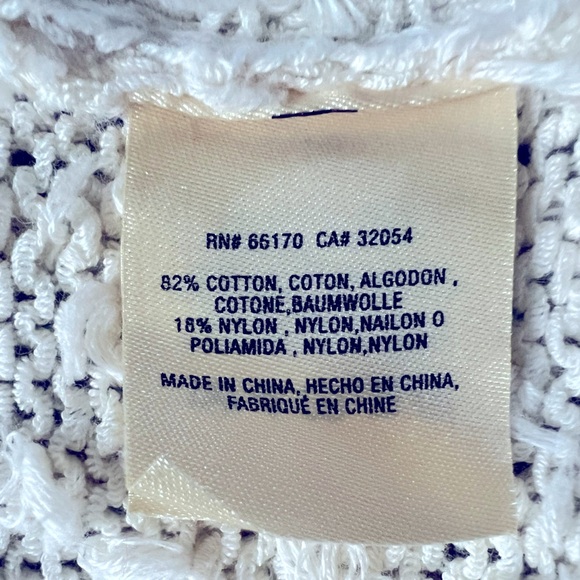 RN# 66170 CA# 32054
82% COTTON, COTON, ALGODON ,
COTONE,BAUMWOLLE
18% NYLON , NYLON,NAILON O
POLIAMIDA , NYLON,NYLON
MADE IN CHINA, HECHO EN CHINA,
FABRIQUÉ EN CHINE